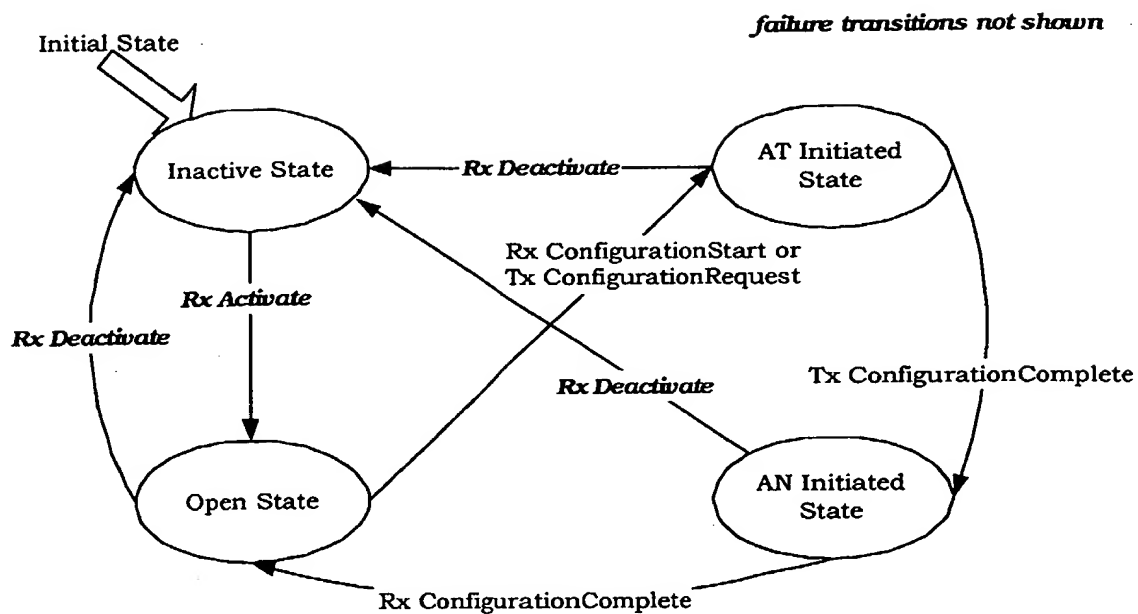 failure transitions not shown
Initial State
Inactive State
Rx Deactivate
AT Initiated
State
Rx ConfigurationStart or
Tx ConfigurationRequest
Rx Activate
Rx Deactivate
Rx Deactivate
Tx ConfigurationComplete
Open State
AN Initiated
State
Rx ConfigurationComplete